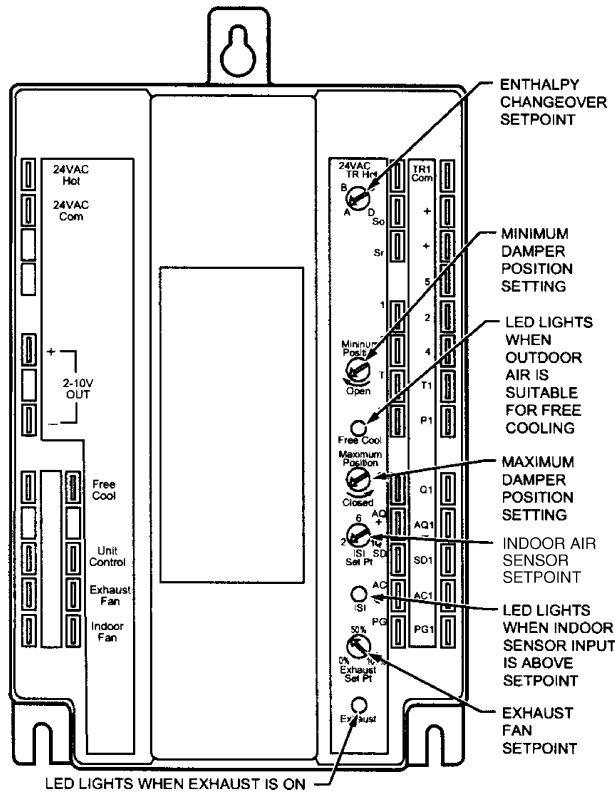 ENTHALPY
CHANGEOVER
SETPOINT
24VAC
Hot
24VAC
Com
24VAC
TR Hot
TR1
Com
B
A
D
So
+
Sr
+
5
MINIMUM
DAMPER
POSITION
SETTING
1
2
+
2-10V
OUT
−
Minimum
Position
4
T
T1
Open
P1
Free Cool
LED LIGHTS
WHEN
OUTDOOR
AIR IS
SUITABLE
FOR FREE
COOLING
Maximum
Position
Closed
MAXIMUM
DAMPER
POSITION
SETTING
Free
Cool
Q1
6
AQ
+
AQ1
−
2
ISI
Set Pt
SD
SD1
INDOOR AIR
SENSOR
SETPOINT
Unit
Control
Exhaust
Fan
Indoor
Fan
AC
AC1
ISI
PG
PG1
LED LIGHTS
WHEN INDOOR
SENSOR INPUT
IS ABOVE
SETPOINT
50%
0%
Exhaust
Set Pt
EXHAUST
FAN
SETPOINT
Exhaust
LED LIGHTS WHEN EXHAUST IS ON